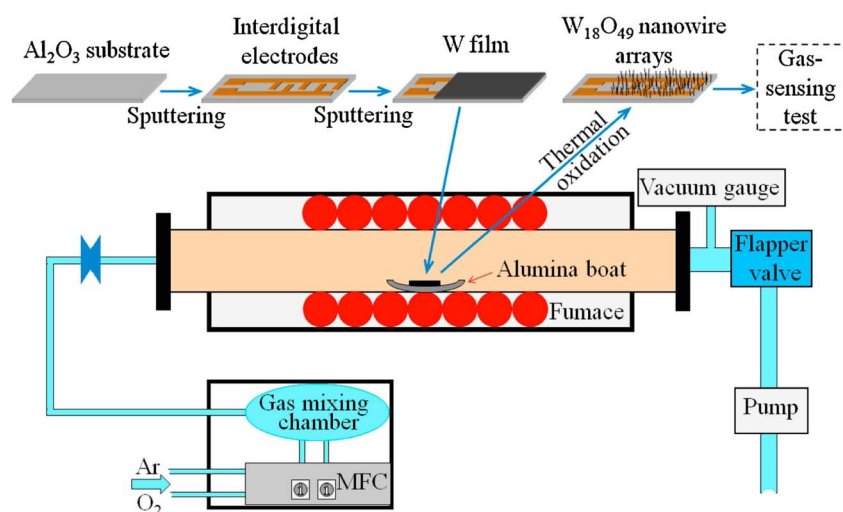 Al₂O₃ substrate
Sputtering
Interdigital
electrodes
Sputtering
W film
W₁₈O₄₉ nanowire
arrays
Gas-
sensing
test
Thermal
oxidation
Vacuum gauge
Flapper
valve
Alumina boat
Fumace
Pump
Gas mixing
chamber
Ar
O₂
MFC